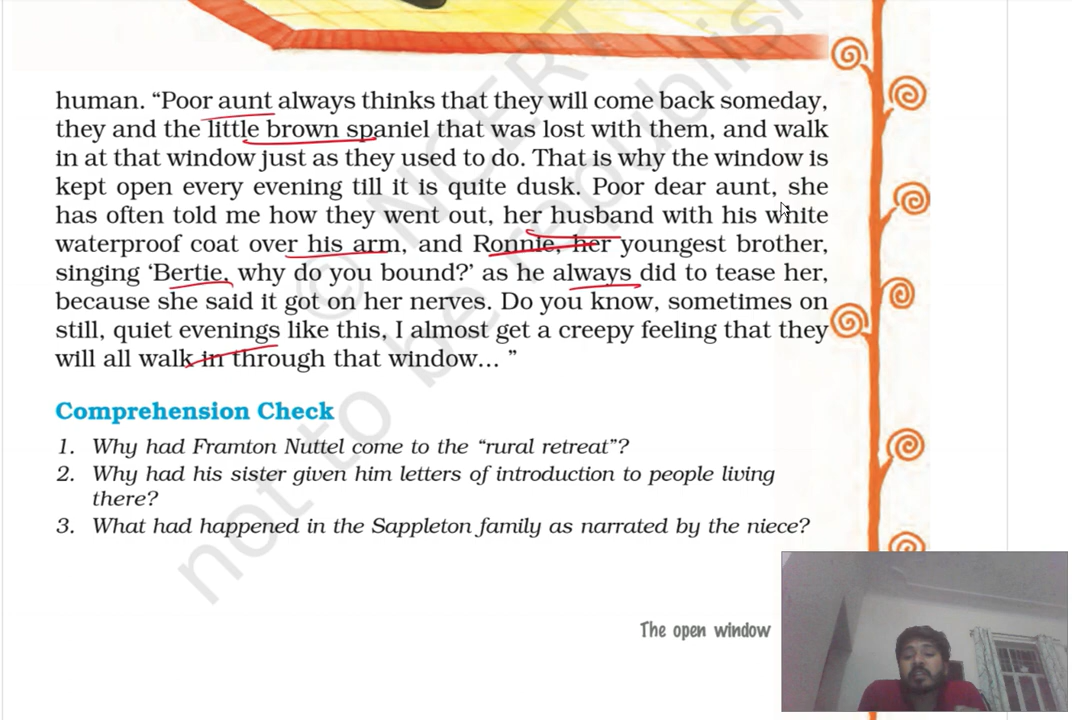 human. “Poor aunt always thinks that they will come back someday,
they and the little brown spaniel that was lost with them, and walk
in at that window just as they used to do. That is why the window is
kept open every evening till it is quite dusk. Poor dear aunt, she
has often told me how they went out, her husband with his white
waterproof coat over his arm, and Ronnie, her youngest brother,
singing ‘Bertie, why do you bound?’ as he always did to tease her,
because she said it got on her nerves. Do you know, sometimes on
still, quiet evenings like this, I almost get a creepy feeling that they
will all walk in through that window... ”
Comprehension Check
1. Why had Framton Nuttel come to the “rural retreat”?
2. Why had his sister given him letters of introduction to people living
there?
3. What had happened in the Sappleton family as narrated by the niece?
The open window
© NCERT
not to be republish